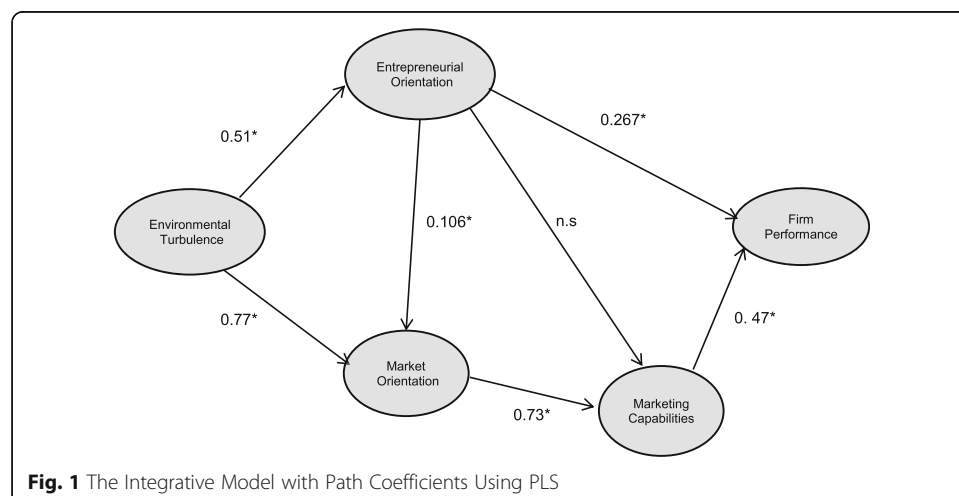 Entrepreneurial
Orientation
0.51*
0.267*
Environmental
Turbulence
0.106*
n.s
Firm
Performance
0.77*
Market
Orientation
0. 47*
0.73*
Marketing
Capabilities
Fig. 1 The Integrative Model with Path Coefficients Using PLS